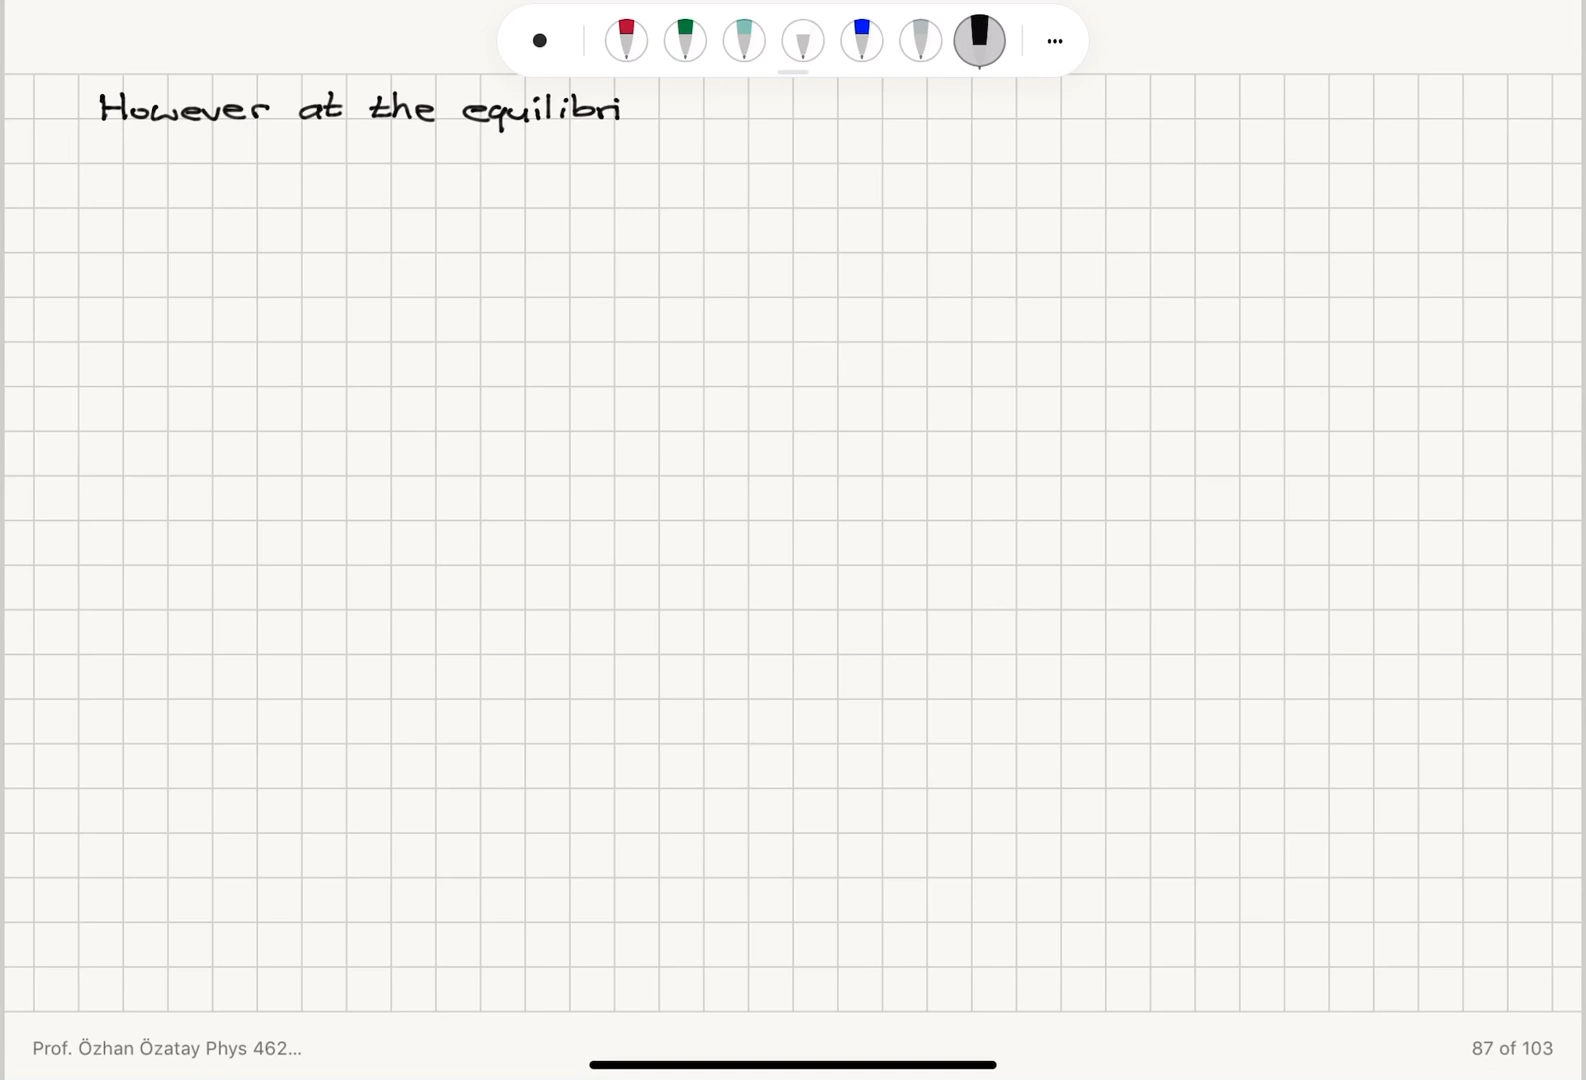 However at the equilibri
Prof. Özhan Özatay Phys 462...
87 of 103